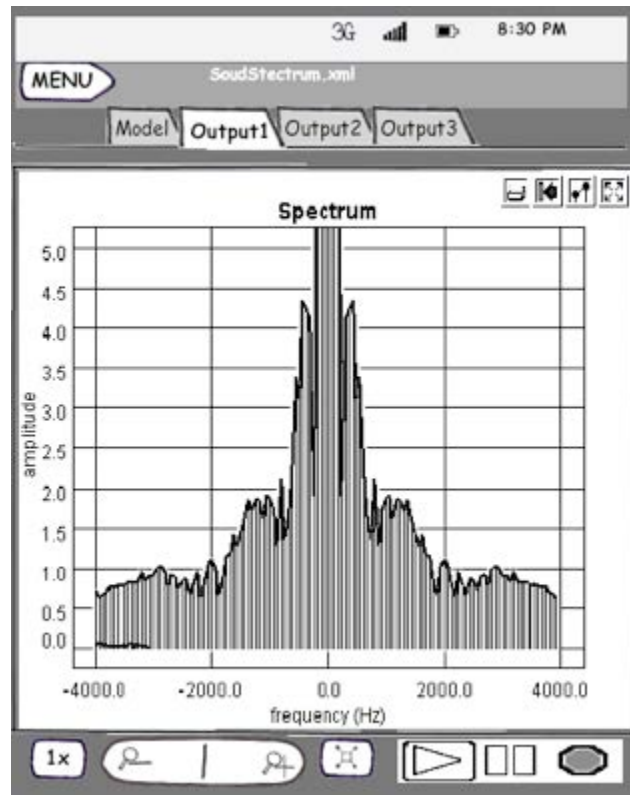 3G 8:30 PM
MENU SoudStectrum.xml
Model Output1 Output2 Output3
Spectrum
5.0
4.5
4.0
3.5
3.0
2.5
2.0
1.5
1.0
0.5
0.0
amplitude
-4000.0 -2000.0 0.0 2000.0 4000.0
frequency (Hz)
1x